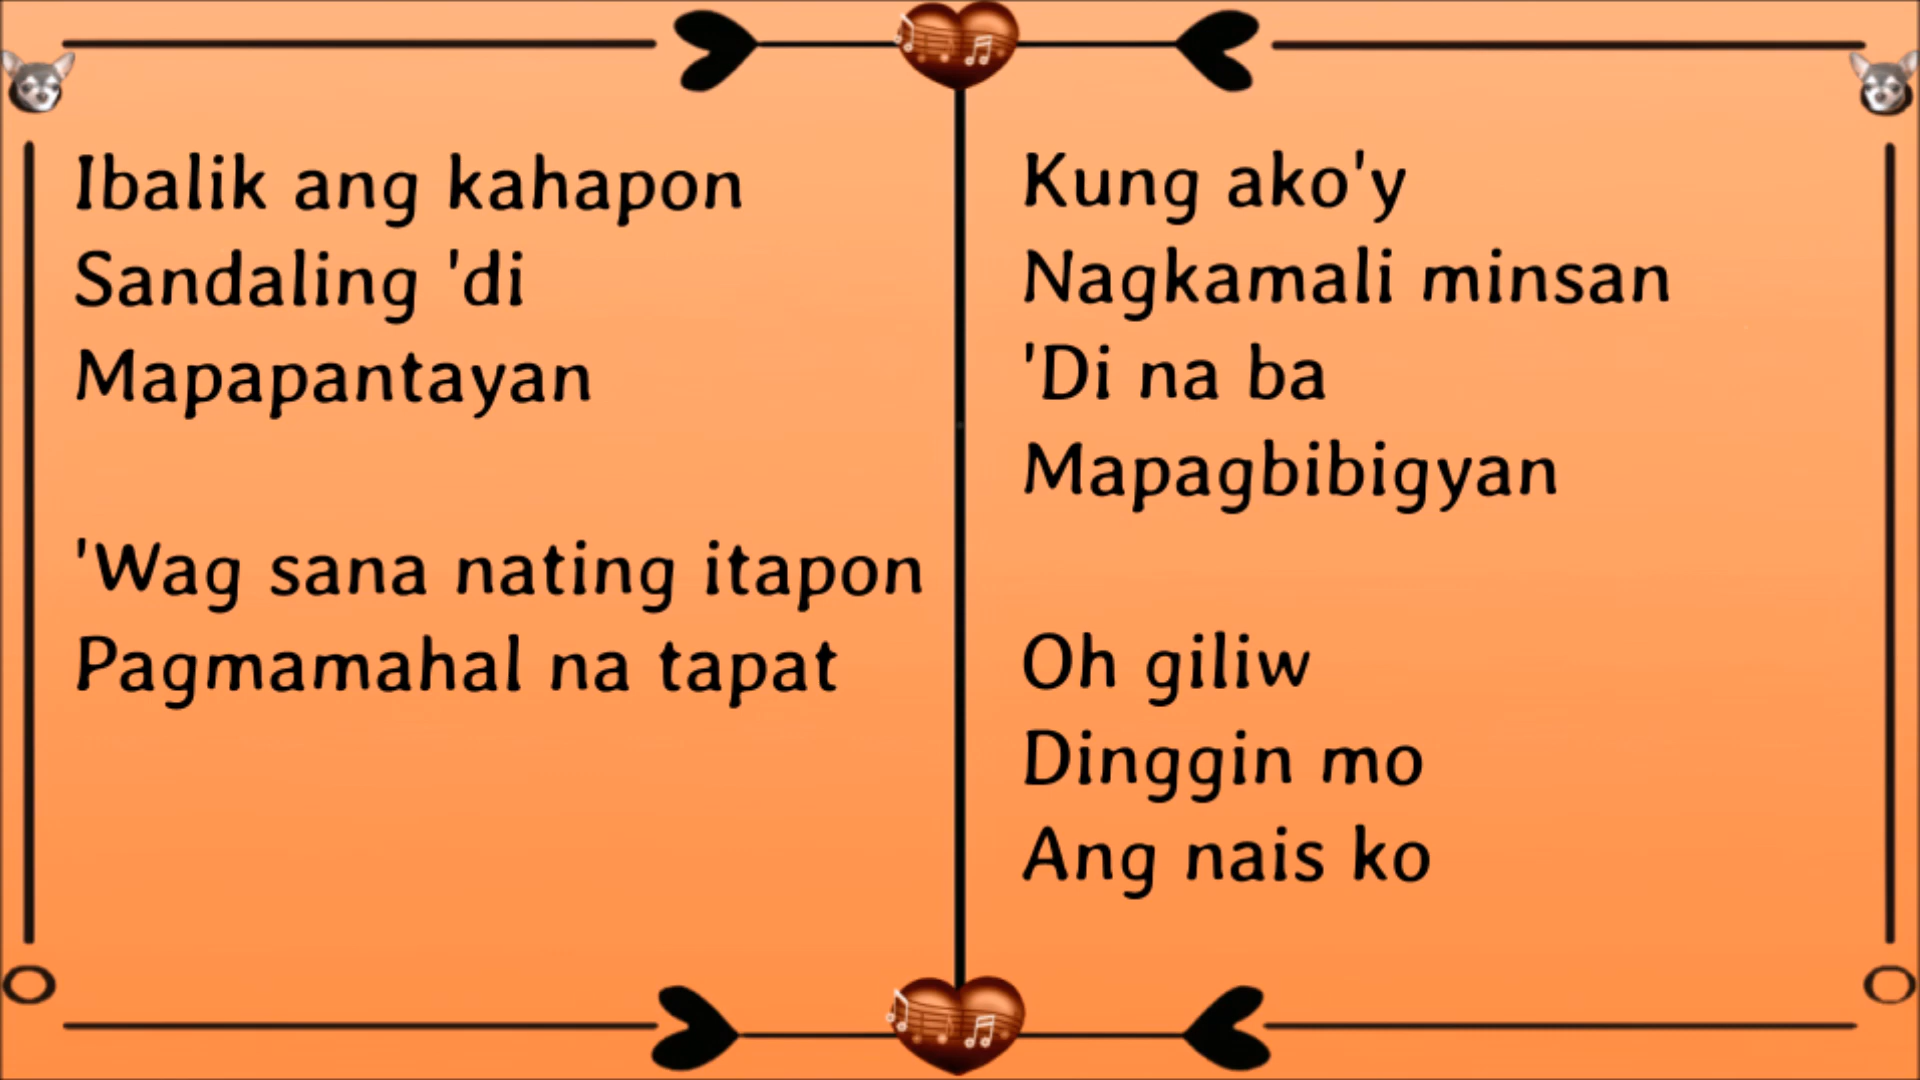 Ibalik ang kahapon
Sandaling 'di
Mapapantayan
'Wag sana nating itapon
Pagmamahal na tapat
Kung ako'y
Nagkamali minsan
'Di na ba
Mapagbibigyan
Oh giliw
Dinggin mo
Ang nais ko